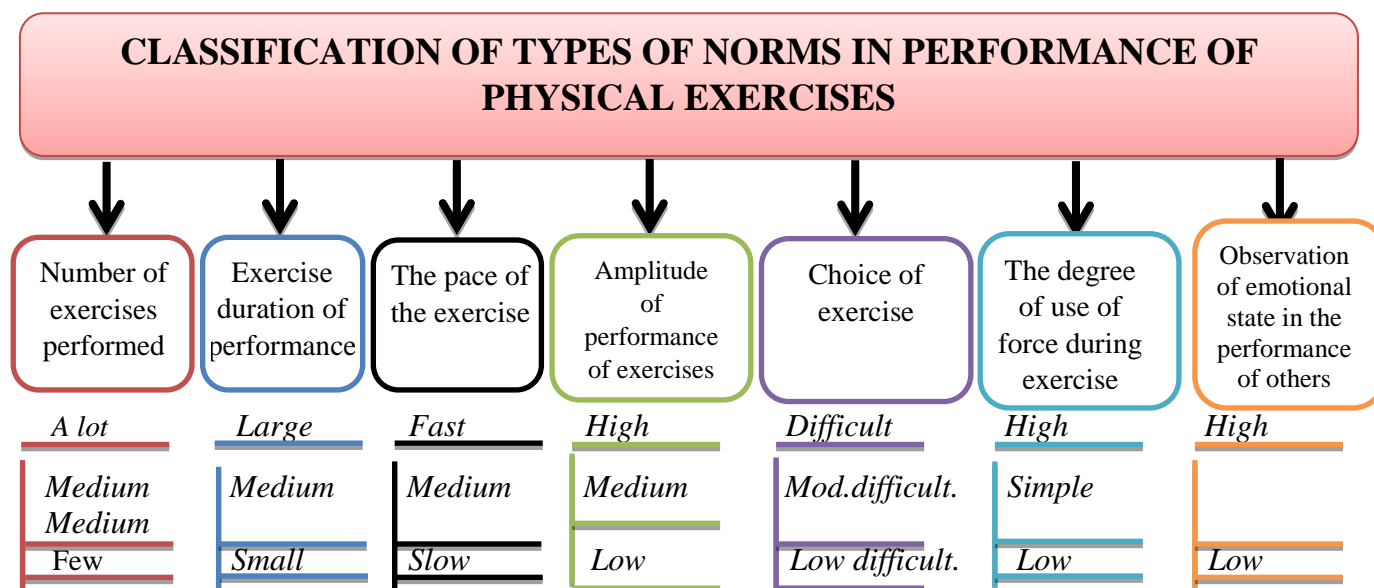 CLASSIFICATION OF TYPES OF NORMS IN PERFORMANCE OF
PHYSICAL EXERCISES
Number of
exercises
performed
Exercise
duration of
performance
The pace of
the exercise
Amplitude
of
performance
of exercises
Choice of
exercise
The degree
of use of
force during
exercise
Observation
of emotional
state in the
performance
of others
A lot
Medium
Medium
Few
Large
Medium
Small
Fast
Medium
Slow
High
Medium
Low
Difficult
Mod.difficult.
Low difficult.
High
Simple
Low
High
Low